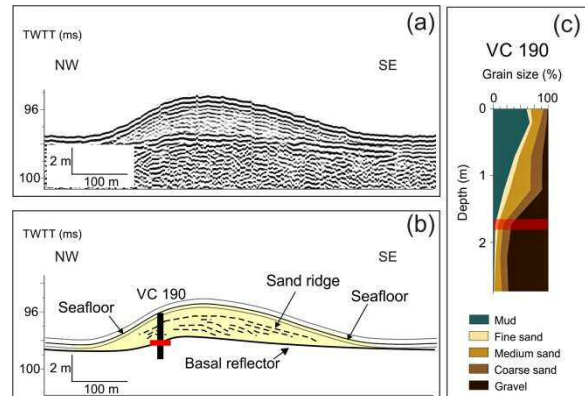 (a)
TWTT (ms)
NW
SE
96
2 m
100
100 m
(b)
TWTT (ms)
NW
SE
VC 190
Sand ridge
Seafloor
Seafloor
96
Basal reflector
100
2 m
100 m
(c)
VC 190
Grain size (%)
0 100
0
1
2
Depth (m)
Mud
Fine sand
Medium sand
Coarse sand
Gravel